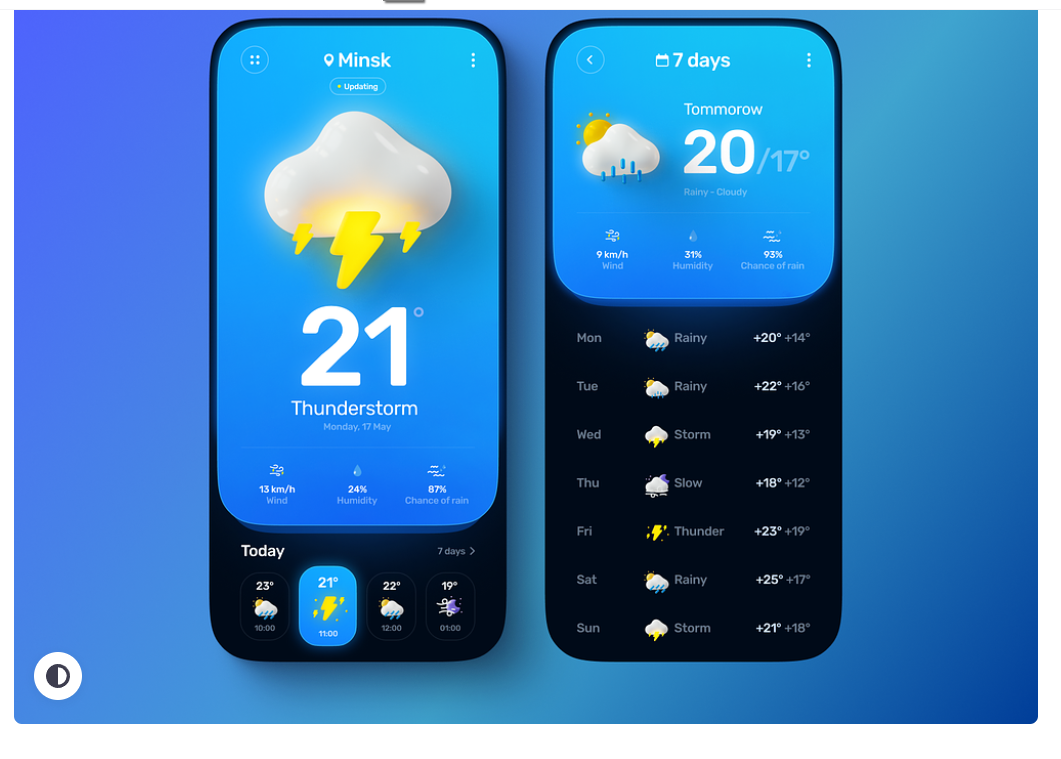 Minsk
Updating
21°
Thunderstorm
Monday, 17 May
13 km/h 24% 87%
Wind Humidity Chance of rain
Today 7 days
23° 21° 22° 19°
10:00 11:00 12:00 01:00
7 days
Tommorow
20/17°
Rainy - Cloudy
9 km/h 31% 93%
Wind Humidity Chance of rain
Mon Rainy +20° +14°
Tue Rainy +22° +16°
Wed Storm +19° +13°
Thu Slow +18° +12°
Fri Thunder +23° +19°
Sat Rainy +25° +17°
Sun Storm +21° +18°